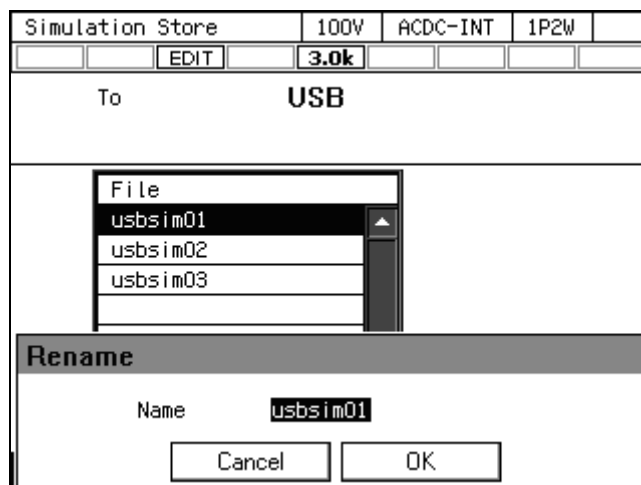 Simulation Store 100V ACDC-INT 1P2W
EDIT 3.0k
To USB
File
usbsim01
usbsim02
usbsim03
Rename
Name usbsim01
Cancel OK